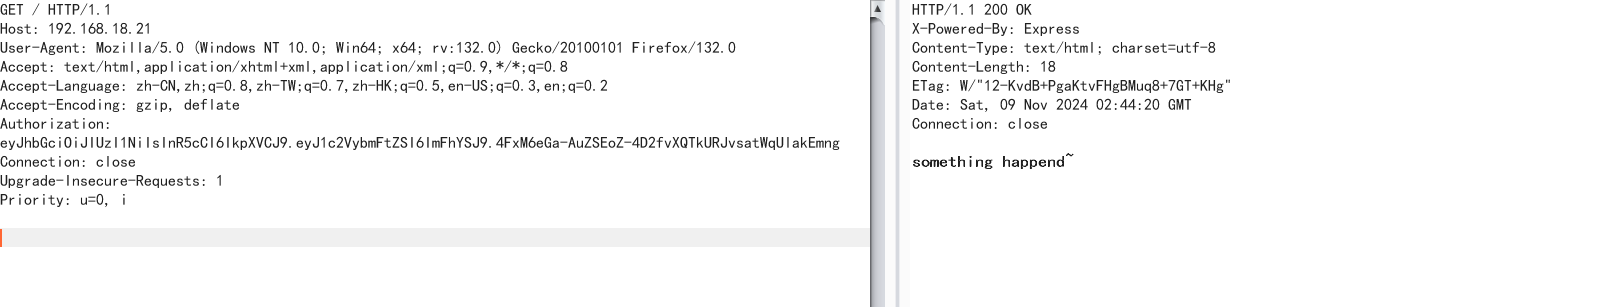 GET / HTTP/1.1
Host: 192.168.18.21
User-Agent: Mozilla/5.0 (Windows NT 10.0; Win64; x64; rv:132.0) Gecko/20100101 Firefox/132.0
Accept: text/html,application/xhtml+xml,application/xml;q=0.9,*/*;q=0.8
Accept-Language: zh-CN,zh;q=0.8,zh-TW;q=0.7,zh-HK;q=0.5,en-US;q=0.3,en;q=0.2
Accept-Encoding: gzip, deflate
Authorization:
eyJhbGciOiJIUzI1NiIsInR5cCI6IkpXVCJ9.eyJ1c2VybmFtZSI6ImFhYSJ9.4FxM6eGa-AuZSEoZ-4D2fvXQTkURJvsatWqUlakEmng
Connection: close
Upgrade-Insecure-Requests: 1
Priority: u=0, i
HTTP/1.1 200 OK
X-Powered-By: Express
Content-Type: text/html; charset=utf-8
Content-Length: 18
ETag: W/"12-KvdB+PgaKtvFHgBMuq8+7GT+KHg"
Date: Sat, 09 Nov 2024 02:44:20 GMT
Connection: close
something happend~